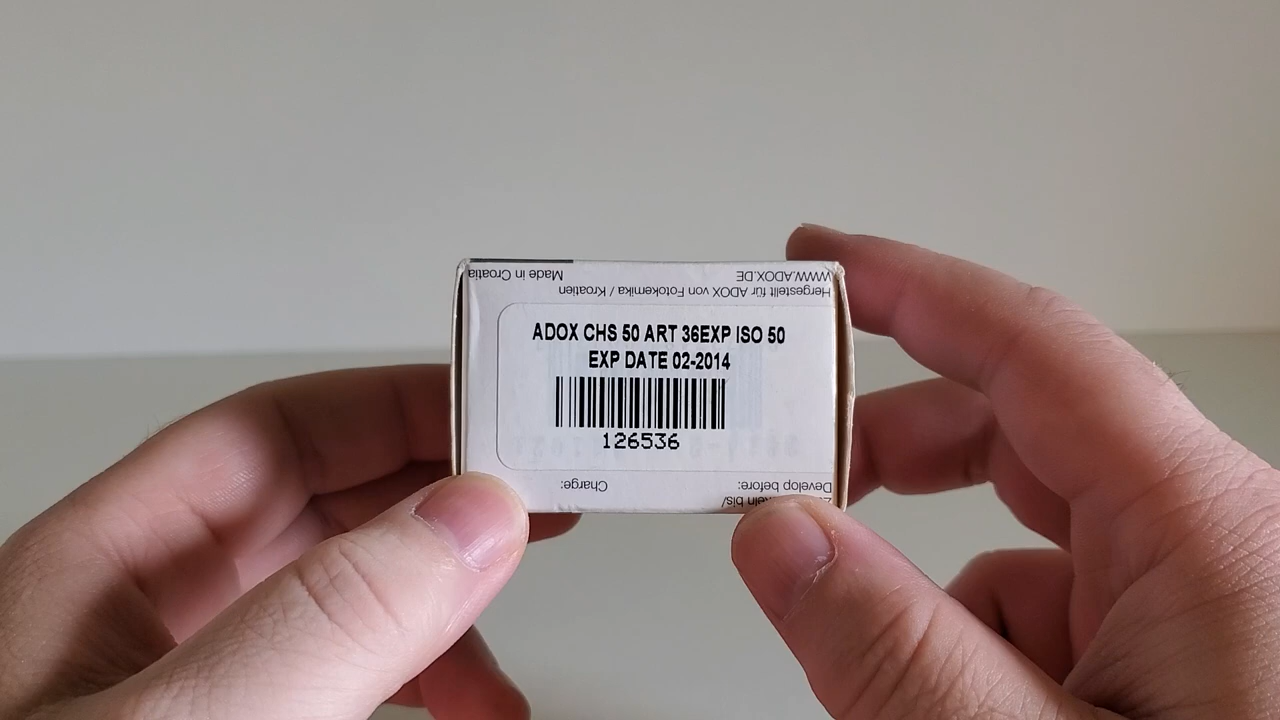 Made in Croatia
WWW.ADOX.DE
Hergestellt für ADOX von Fotokemika / Kroatien
ADOX CHS 50 ART 36EXP ISO 50
EXP DATE 02-2014
126536
Charge:
Develop before:
bis/